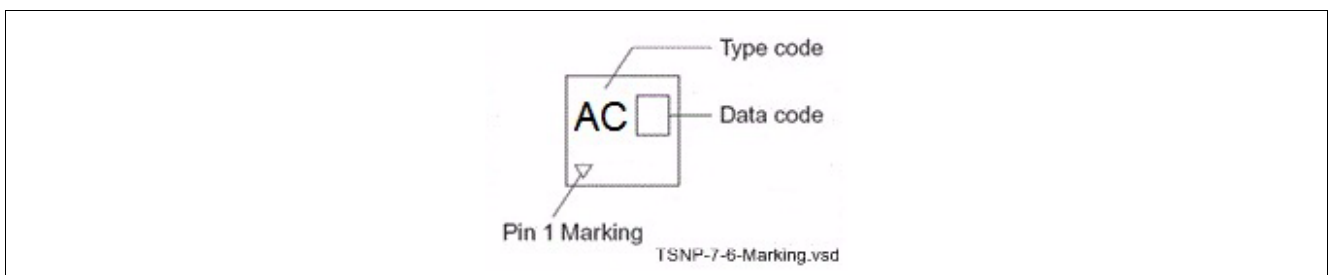 Type code
AC
Data code
Pin 1 Marking
TSNP-7-6-Marking.vsd